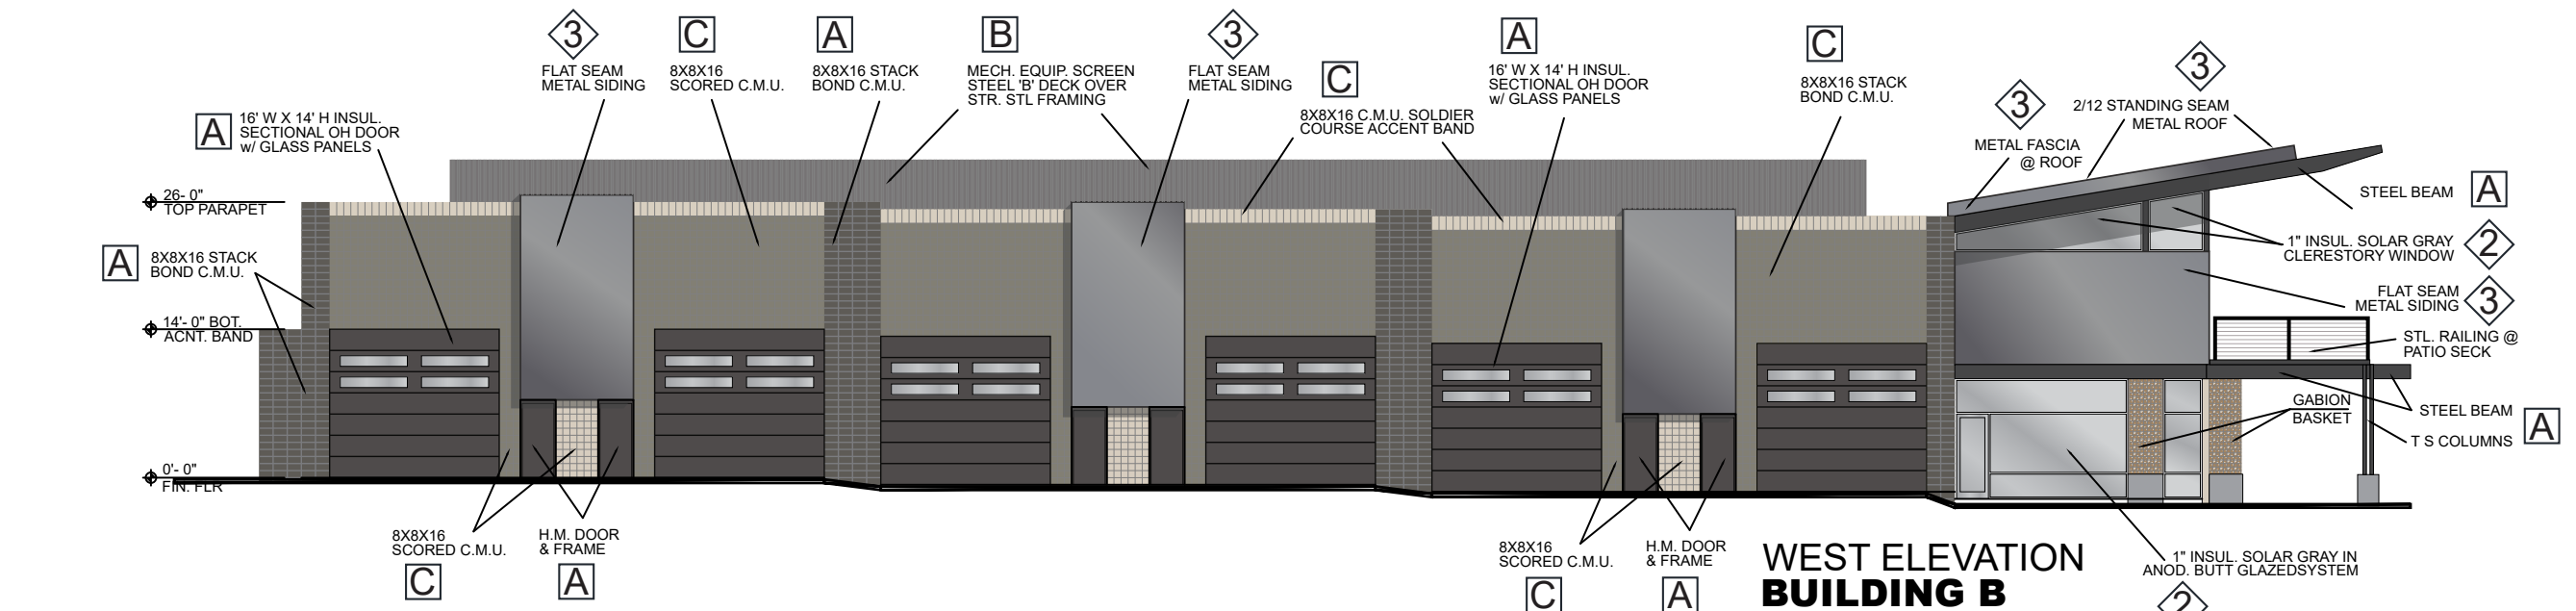 3
FLAT SEAM
METAL SIDING
C
8X8X16
SCORED C.M.U.
A
8X8X16 STACK
BOND C.M.U.
B
MECH. EQUIP. SCREEN
STEEL 'B' DECK OVER
STR. STL FRAMING
3
FLAT SEAM
METAL SIDING
C
8X8X16 C.M.U. SOLDIER
COURSE ACCENT BAND
A
16' W X 14' H INSUL.
SECTIONAL OH DOOR
w/ GLASS PANELS
C
8X8X16 STACK
BOND C.M.U.
3
2/12 STANDING SEAM
METAL ROOF
3
METAL FASCIA
@ ROOF
A
16' W X 14' H INSUL.
SECTIONAL OH DOOR
w/ GLASS PANELS
26- 0"
TOP PARAPET
A
8X8X16 STACK
BOND C.M.U.
14'- 0" BOT.
ACNT. BAND
0'- 0"
FIN. FLR
STEEL BEAM
A
1" INSUL. SOLAR GRAY
CLERESTORY WINDOW
2
FLAT SEAM
METAL SIDING
3
STL. RAILING @
PATIO SECK
GABION
BASKET
STEEL BEAM
T S COLUMNS
A
8X8X16
SCORED C.M.U.
C
H.M. DOOR
& FRAME
A
8X8X16
SCORED C.M.U.
C
H.M. DOOR
& FRAME
A
WEST ELEVATION
BUILDING B
1" INSUL. SOLAR GRAY IN
ANOD. BUTT GLAZEDSYSTEM
2